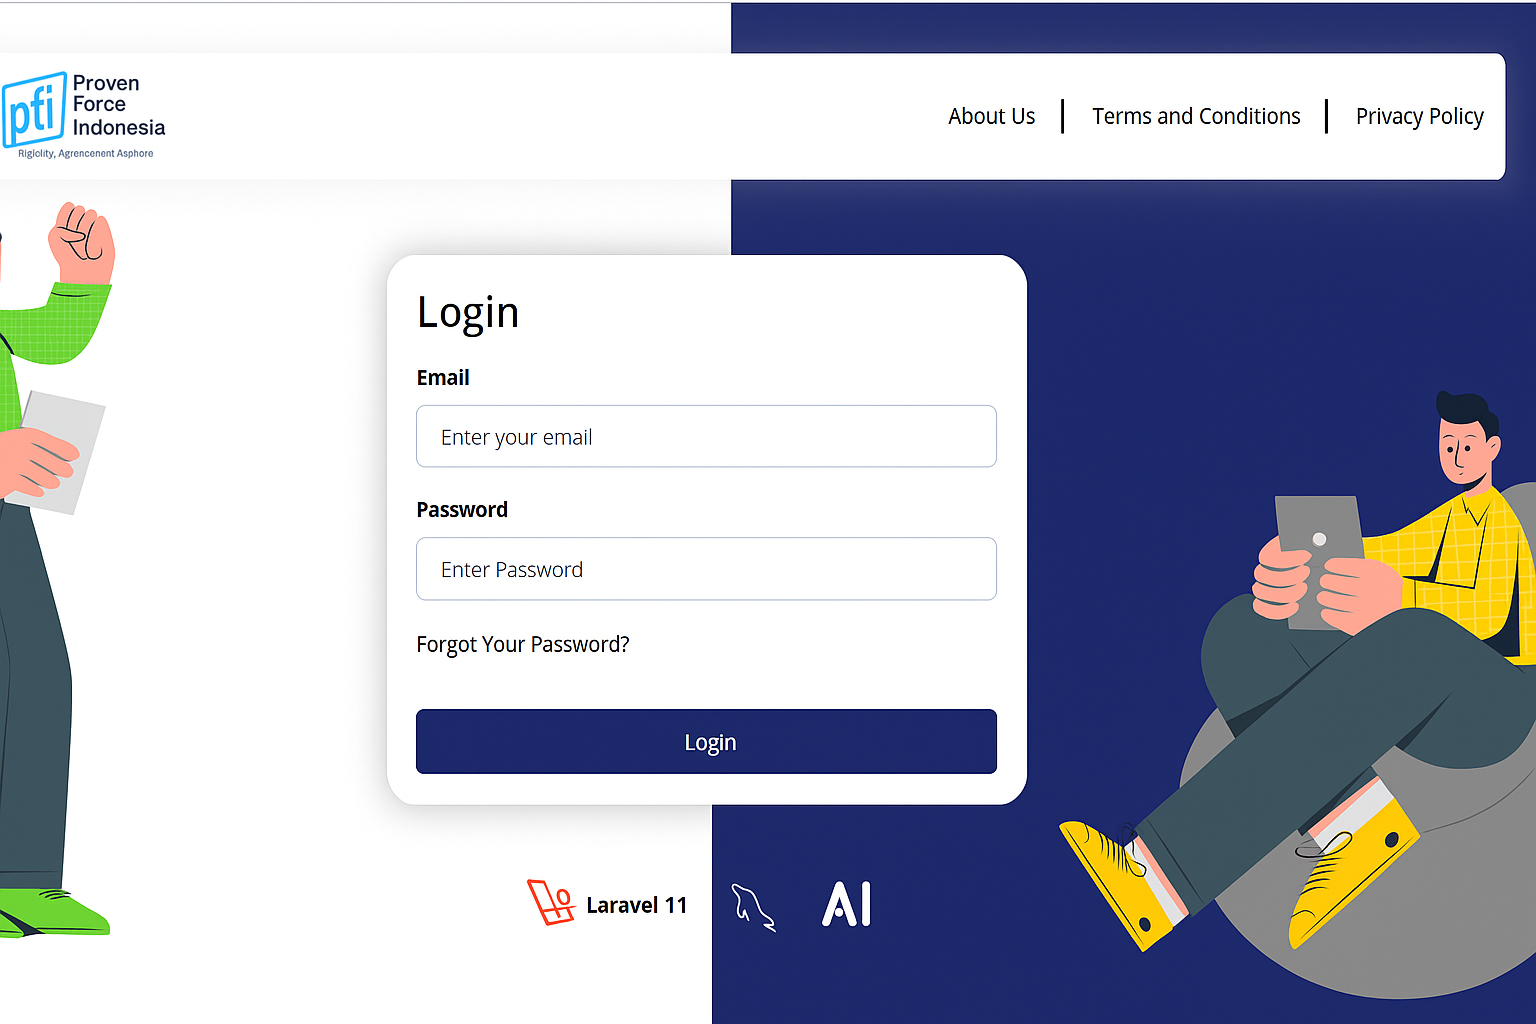 pfi
Proven
Force
Indonesia
Rigiolity, Agrencenent Asphore
About Us
Terms and Conditions
Privacy Policy
Login
Email
Enter your email
Password
Enter Password
Forgot Your Password?
Login
Laravel 11
AI